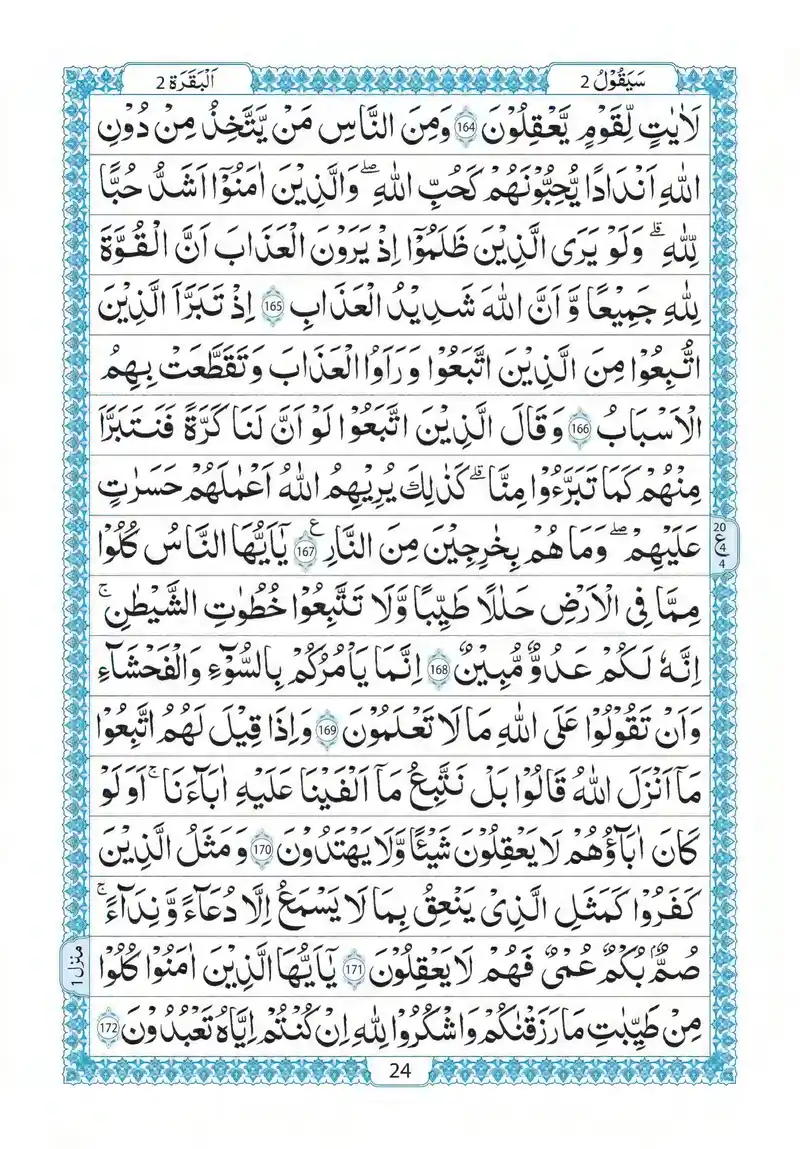 سَيَقُوْلُ 2
اَلْبَقَرَة 2
لَاٰيٰتٍ لِّقَوْمٍ يَّعْقِلُوْنَ 164 وَمِنَ النَّاسِ مَنْ يَّتَّخِذُ مِنْ دُوْنِ
اللّٰهِ اَنْدَادًا يُّحِبُّوْنَهُمْ كَحُبِّ اللّٰهِ ؕ وَالَّذِيْنَ اٰمَنُوْۤا اَشَدُّ حُبًّا
لِّلّٰهِ ؕ وَلَوْ يَرَى الَّذِيْنَ ظَلَمُوْۤا اِذْ يَرَوْنَ الْعَذَابَ اَنَّ الْقُوَّةَ
لِلّٰهِ جَمِيْعًا وَّاَنَّ اللّٰهَ شَدِيْدُ الْعَذَابِ 165 اِذْ تَبَرَّاَ الَّذِيْنَ
اتُّبِعُوْا مِنَ الَّذِيْنَ اتَّبَعُوْا وَرَاَوُا الْعَذَابَ وَتَقَطَّعَتْ بِهِمُ
الْاَسْبَابُ 166 وَقَالَ الَّذِيْنَ اتَّبَعُوْا لَوْ اَنَّ لَنَا كَرَّةً فَنَتَبَرَّاَ
مِنْهُمْ كَمَا تَبَرَّءُوْا مِنَّا ؕ كَذٰلِكَ يُرِيْهِمُ اللّٰهُ اَعْمٰلَهُمْ حَسَرٰتٍ
عَلَيْهِمْ ؕ وَمَا هُمْ بِخٰرِجِيْنَ مِنَ النَّارِ 167 ع يٰۤاَيُّهَا النَّاسُ كُلُوْا
20
ع
4
4
مِمَّا فِى الْاَرْضِ حَلٰلًا طَيِّبًا وَّلَا تَتَّبِعُوْا خُطُوٰتِ الشَّيْطٰنِ ۚ
اِنَّهٗ لَكُمْ عَدُوٌّ مُّبِيْنٌ 168 اِنَّمَا يَاْمُرُكُمْ بِالسُّوْٓءِ وَالْفَحْشَآءِ
وَاَنْ تَقُوْلُوْا عَلَى اللّٰهِ مَا لَا تَعْلَمُوْنَ 169 وَاِذَا قِيْلَ لَهُمُ اتَّبِعُوْا
مَاۤ اَنْزَلَ اللّٰهُ قَالُوْا بَلْ نَتَّبِعُ مَاۤ اَلْفَيْنَا عَلَيْهِ اٰبَآءَنَا ۚ اَوَلَوْ
كَانَ اٰبَآؤُهُمْ لَا يَعْقِلُوْنَ شَيْئًا وَّلَا يَهْتَدُوْنَ 170 وَمَثَلُ الَّذِيْنَ
كَفَرُوْا كَمَثَلِ الَّذِىْ يَنْعِقُ بِمَا لَا يَسْمَعُ اِلَّا دُعَآءً وَّنِدَآءً ۚ
صُمٌّۢ بُكْمٌ عُمْىٌ فَهُمْ لَا يَعْقِلُوْنَ 171 يٰۤاَيُّهَا الَّذِيْنَ اٰمَنُوْا كُلُوْا
منزل 1
مِنْ طَيِّبٰتِ مَا رَزَقْنٰكُمْ وَاشْكُرُوْا لِلّٰهِ اِنْ كُنْتُمْ اِيَّاهُ تَعْبُدُوْنَ 172
24